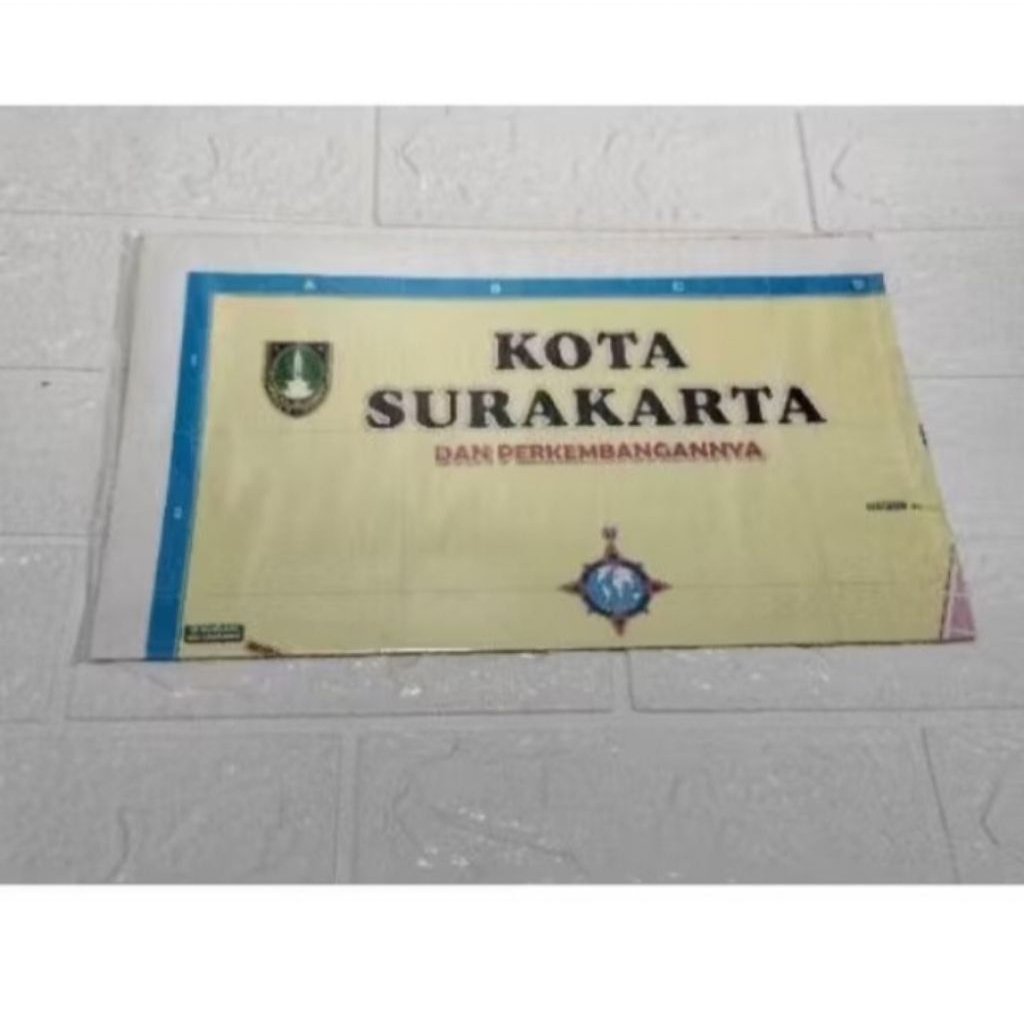 A B C D
KOTA
SURAKARTA
DAN PERKEMBANGANNYA
U